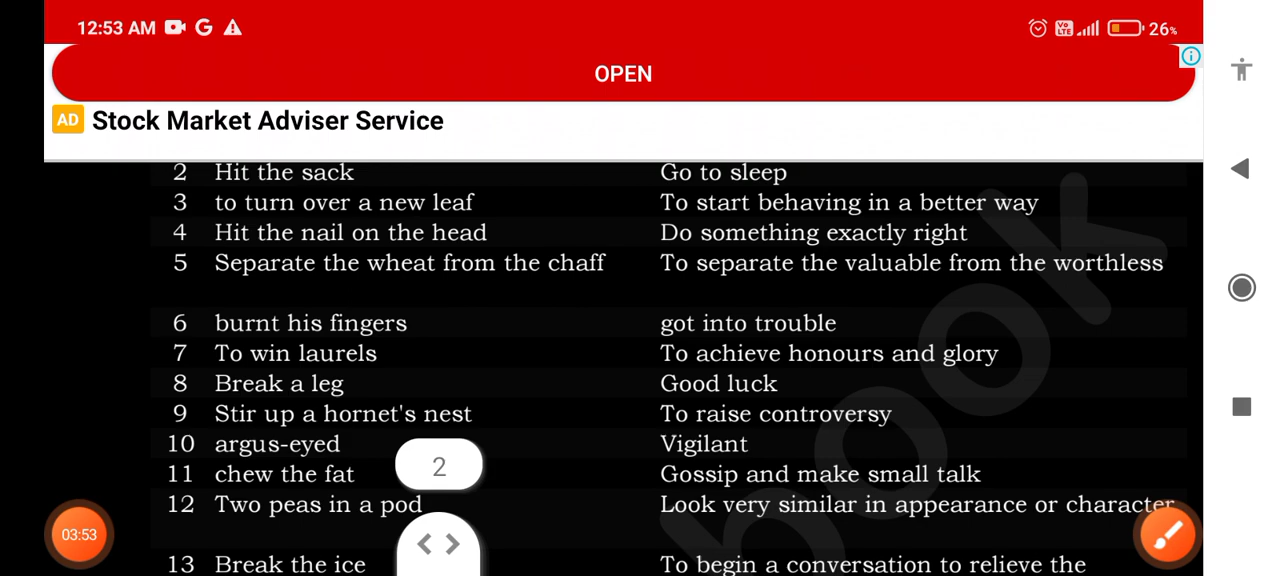 12:53 AM G 26%
OPEN
AD Stock Market Adviser Service
2 Hit the sack Go to sleep
3 to turn over a new leaf To start behaving in a better way
4 Hit the nail on the head Do something exactly right
5 Separate the wheat from the chaff To separate the valuable from the worthless
6 burnt his fingers got into trouble
7 To win laurels To achieve honours and glory
8 Break a leg Good luck
9 Stir up a hornet's nest To raise controversy
10 argus-eyed Vigilant
11 chew the fat Gossip and make small talk
2
12 Two peas in a pod Look very similar in appearance or character
03:53
13 Break the ice To begin a conversation to relieve the
book